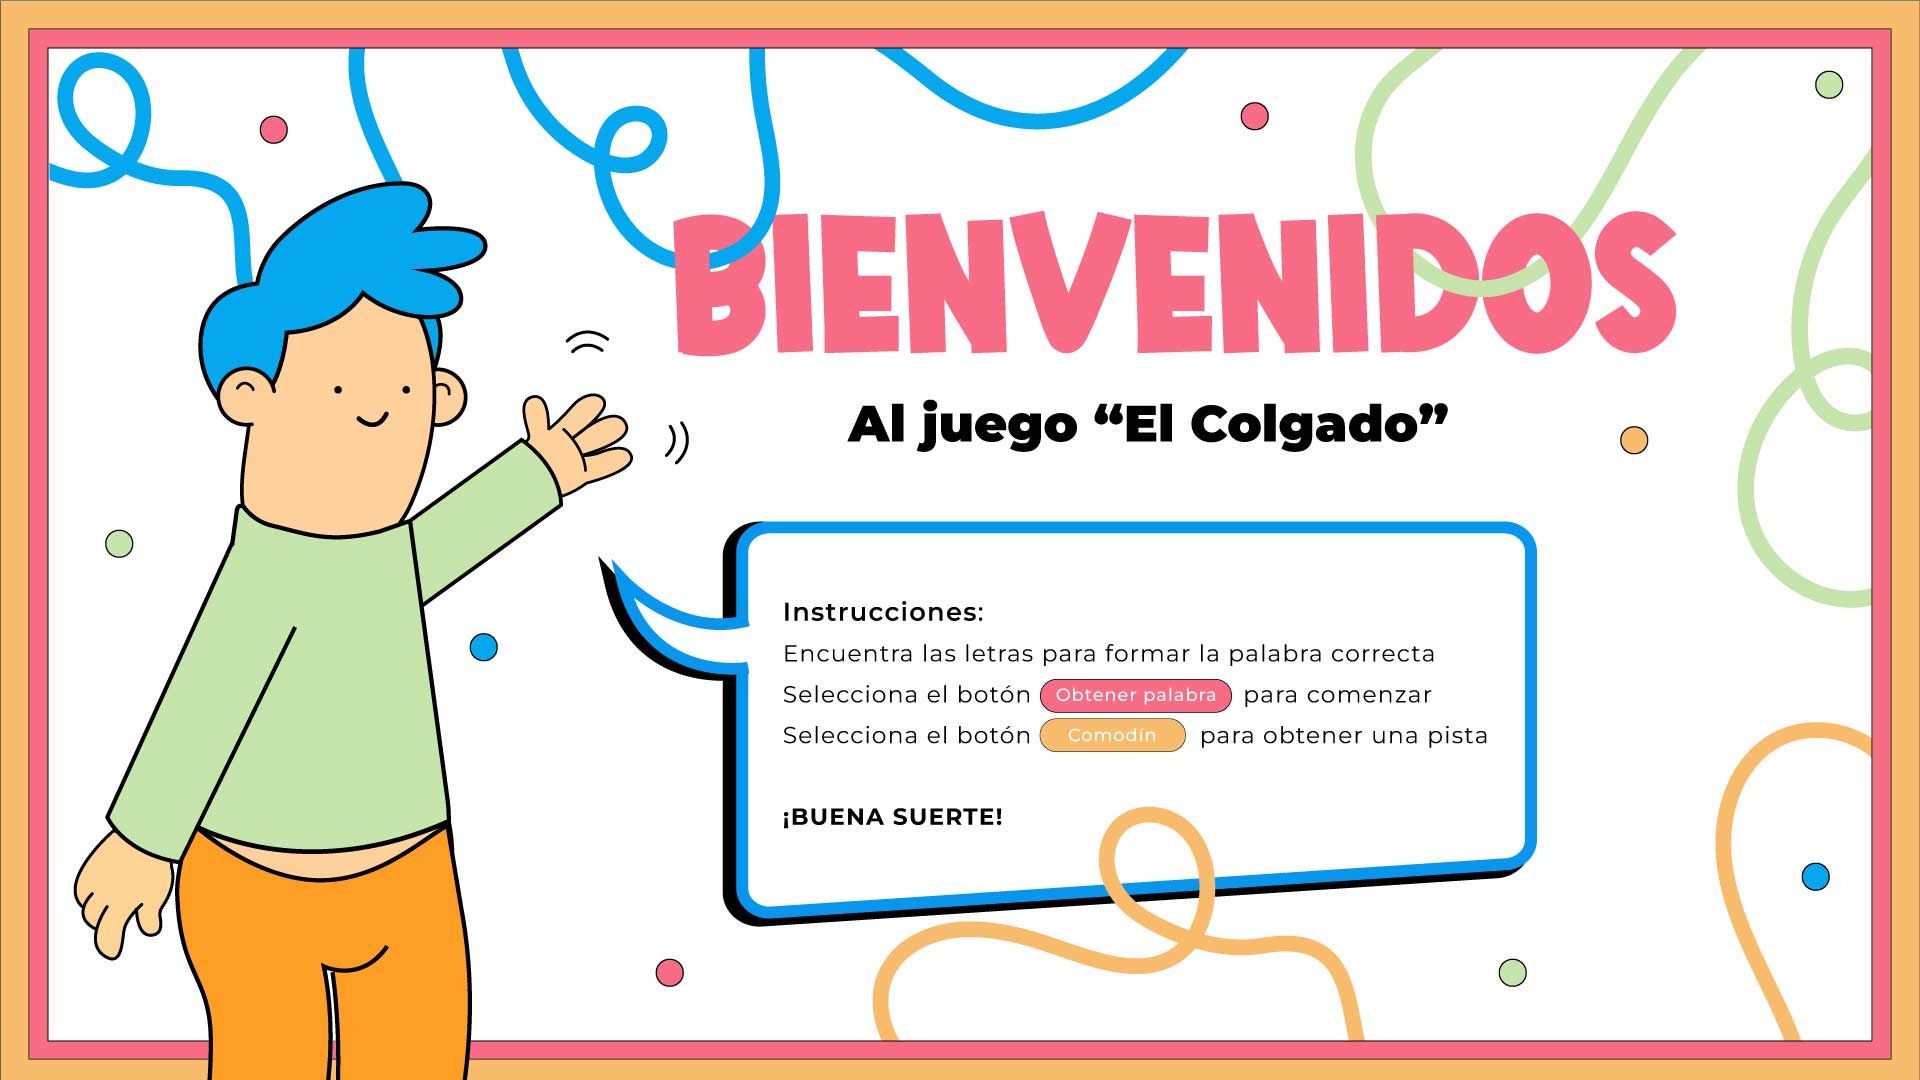 BIENVENIDOS
Al juego “El Colgado”
Instrucciones:
Encuentra las letras para formar la palabra correcta
Selecciona el botón Obtener palabra para comenzar
Selecciona el botón Comodín para obtener una pista
¡BUENA SUERTE!